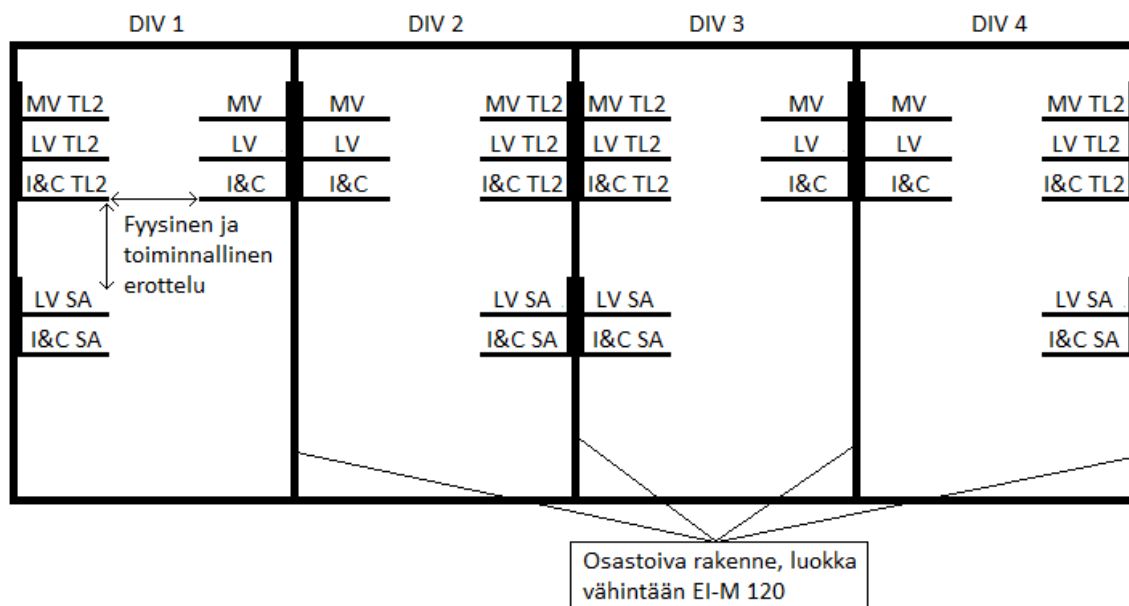 DIV 1 DIV 2 DIV 3 DIV 4
MV TL2 MV MV MV TL2 MV TL2 MV MV MV TL2
LV TL2 LV LV LV TL2 LV TL2 LV LV LV TL2
I&C TL2 I&C I&C I&C TL2 I&C TL2 I&C I&C I&C TL2
Fyysinen ja
toiminnallinen
erottelu
LV SA LV SA LV SA LV SA
I&C SA I&C SA I&C SA I&C SA
Osastoiva rakenne, luokka
vähintään EI-M 120